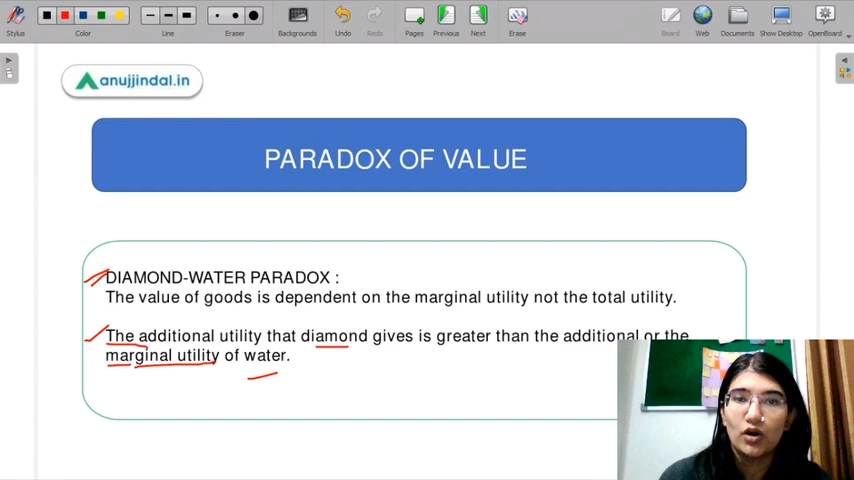 Stylus
Color
Line
Eraser
Backgrounds
Undo
Redo
Pages
Previous
Next
Erase
Board
Web
Documents
Show Desktop
OpenBoard
anujjindal.in
PARADOX OF VALUE
DIAMOND-WATER PARADOX :
The value of goods is dependent on the marginal utility not the total utility.
The additional utility that diamond gives is greater than the additional or the
marginal utility of water.